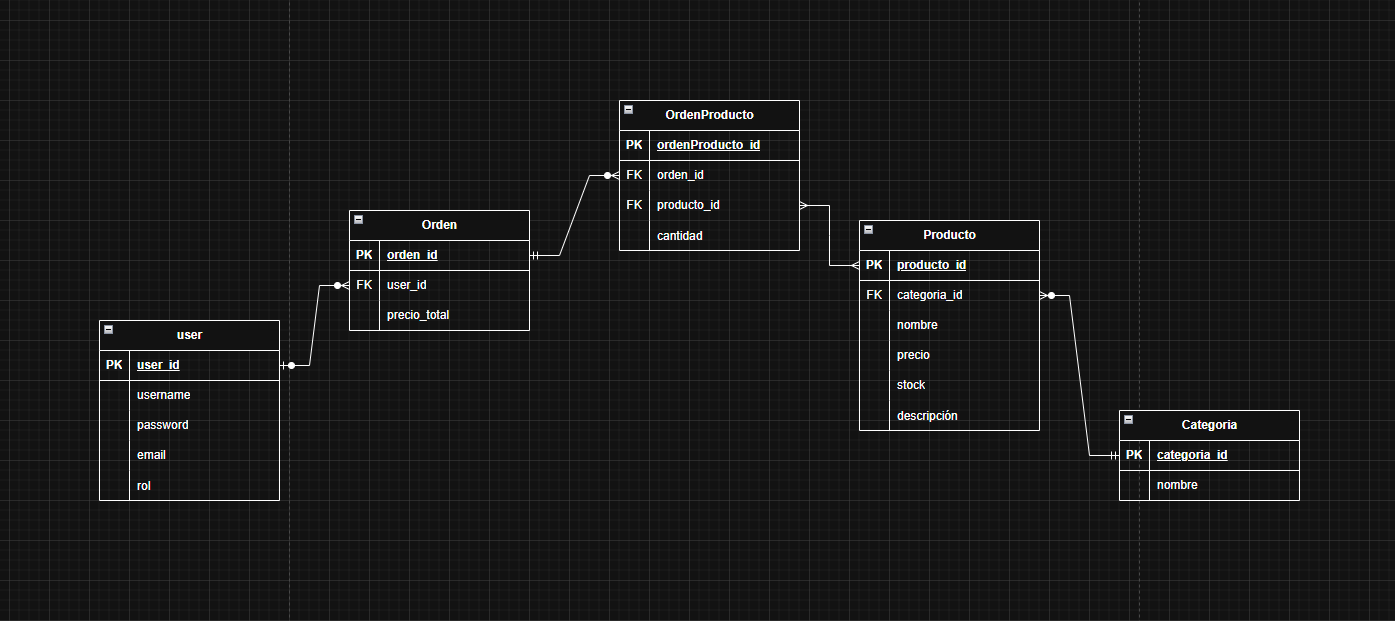 OrdenProducto
PK ordenProducto_id
FK orden_id
FK producto_id
cantidad
Orden
PK orden_id
FK user_id
precio_total
Producto
PK producto_id
FK categoria_id
nombre
precio
stock
descripción
user
PK user_id
username
password
email
rol
Categoria
PK categoria_id
nombre